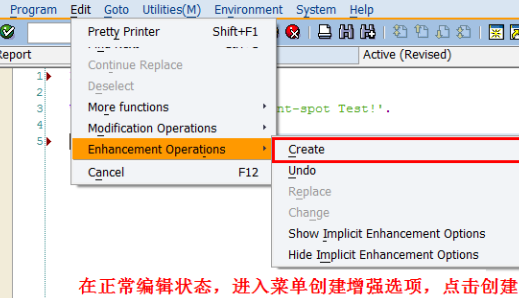 Program Edit Goto Utilities(M) Environment System Help
Pretty Printer Shift+F1
Report Active (Revised)
Continue Replace
Deselect
More functions
Modification Operations
Enhancement Operations
Cancel F12
1
2
3 nt-spot Test!'.
4
5
Create
Undo
Replace
Change
Show Implicit Enhancement Options
Hide Implicit Enhancement Options
在正常编辑状态，进入菜单创建增强选项，点击创建